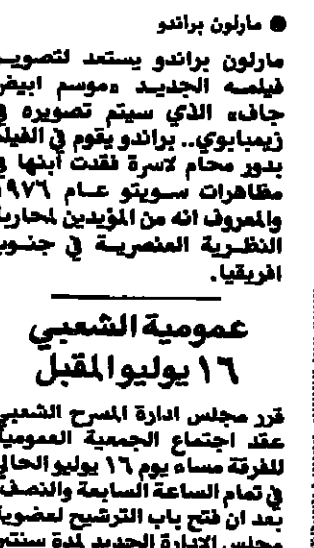 ● مارلون براندو
مارلون براندو يستعد لتصوير
فيلمه الجديد «موسم ابيض
جاف» الذي سيتم تصويره في
زيمبابوي.. براندو يقوم في الفيلم
بدور محام لاسرة فقدت أبنها في
مظاهرات سويتو عام ١٩٧٦
والمعروف انه من المؤيدين لمحاربة
النظرية العنصرية في جنوب
افريقيا.
عمومية الشعبي
١٦ يوليو المقبل
قرر مجلس ادارة المسرح الشعبي
عقد اجتماع الجمعية العمومية
للفرقة مساء يوم ١٦ يوليو الحالي
في تمام الساعة السابعة والنصف
بعد ان فتح باب الترشيح لعضوية
مجلس الادارة الجديد لمدة سنتين